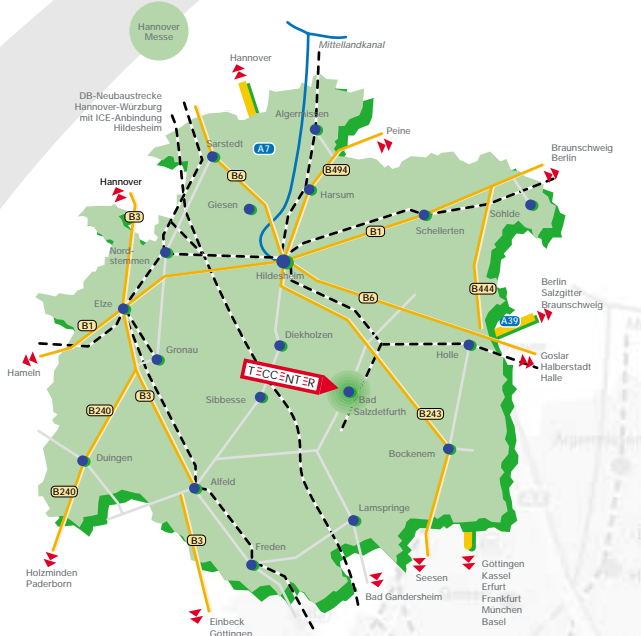 Hannover
Messe
Mittellandkanal
Hannover
DB-Neubaustrecke
Hannover-Würzburg
mit ICE-Anbindung
Hildesheim
Algermissen
Peine
Sarstedt
A7
Braunschweig
Berlin
B494
B6
Hannover
Harsum
Giesen
B3
Söhlde
Schellerten
B1
Nord-
stemmen
Hildesheim
Berlin
Salzgitter
Braunschweig
B444
B6
Elze
A39
B1
Diekholzen
Gronau
Holle
Goslar
Halberstadt
Halle
Hameln
TECCENTER
B3
Sibbesse
Bad
Salzdetfurth
B240
B243
Bockenem
Duingen
Alfeld
B240
Lamspringe
B3
Freden
Holzminden
Paderborn
Seesen
Göttingen
Kassel
Erfurt
Frankfurt
München
Basel
Bad Gandersheim
Einbeck
Göttingen